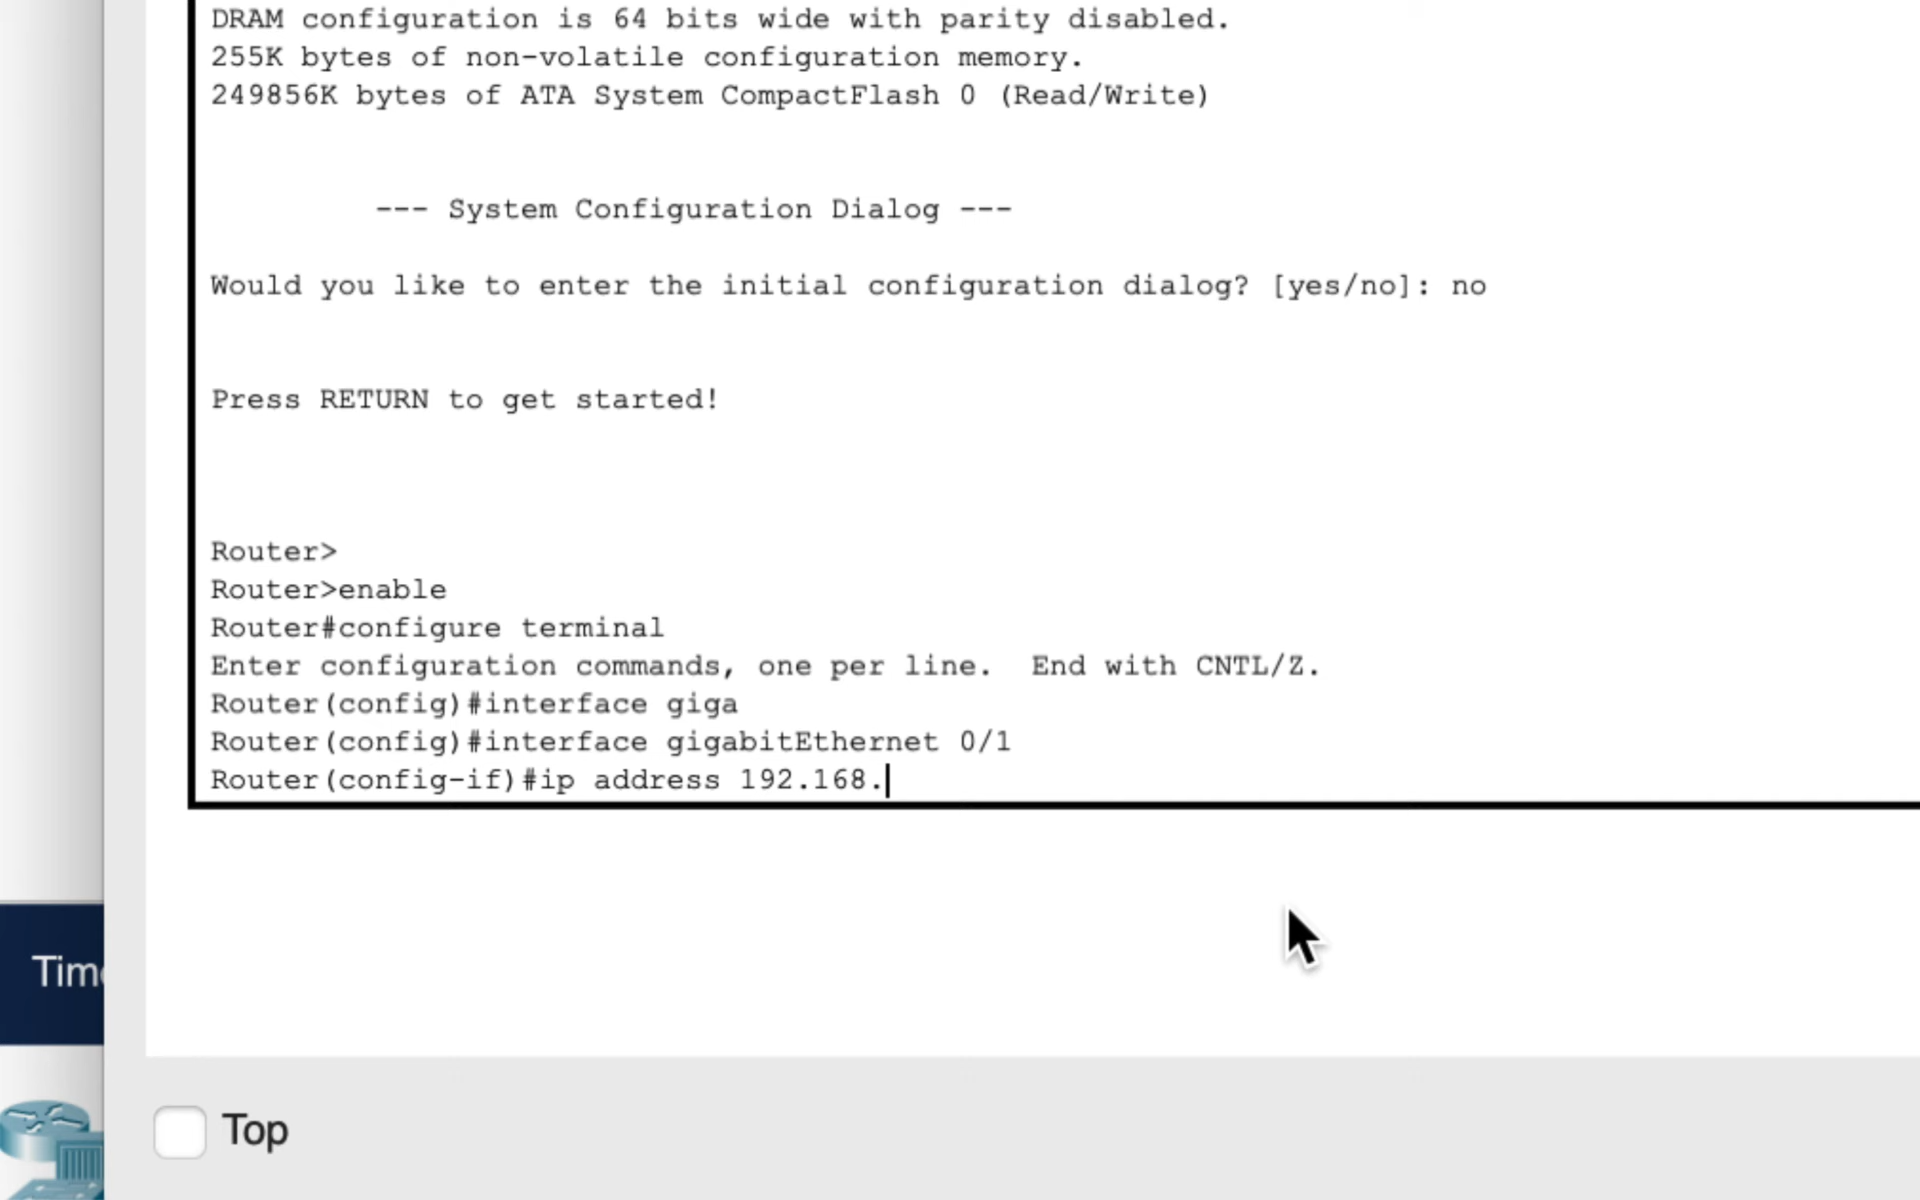 DRAM configuration is 64 bits wide with parity disabled.
255K bytes of non-volatile configuration memory.
249856K bytes of ATA System CompactFlash 0 (Read/Write)
--- System Configuration Dialog ---
Would you like to enter the initial configuration dialog? [yes/no]: no
Press RETURN to get started!
Router>
Router>enable
Router#configure terminal
Enter configuration commands, one per line.  End with CNTL/Z.
Router(config)#interface giga
Router(config)#interface gigabitEthernet 0/1
Router(config-if)#ip address 192.168.
Top